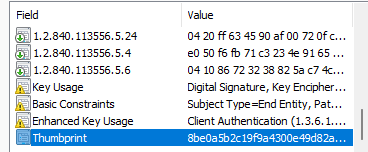 Field Value
1.2.840.113556.5.24 04 20 ff 63 45 90 af 00 72 0f c...
1.2.840.113556.5.4 e0 50 f6 fb 71 c3 23 4e 91 65 ...
1.2.840.113556.5.6 04 10 86 72 32 38 82 5a c7 4c...
Key Usage Digital Signature, Key Encipher...
Basic Constraints Subject Type=End Entity, Pat...
Enhanced Key Usage Client Authentication (1.3.6.1...
Thumbprint 8be0a5b2c19f9a4300e49d82a...